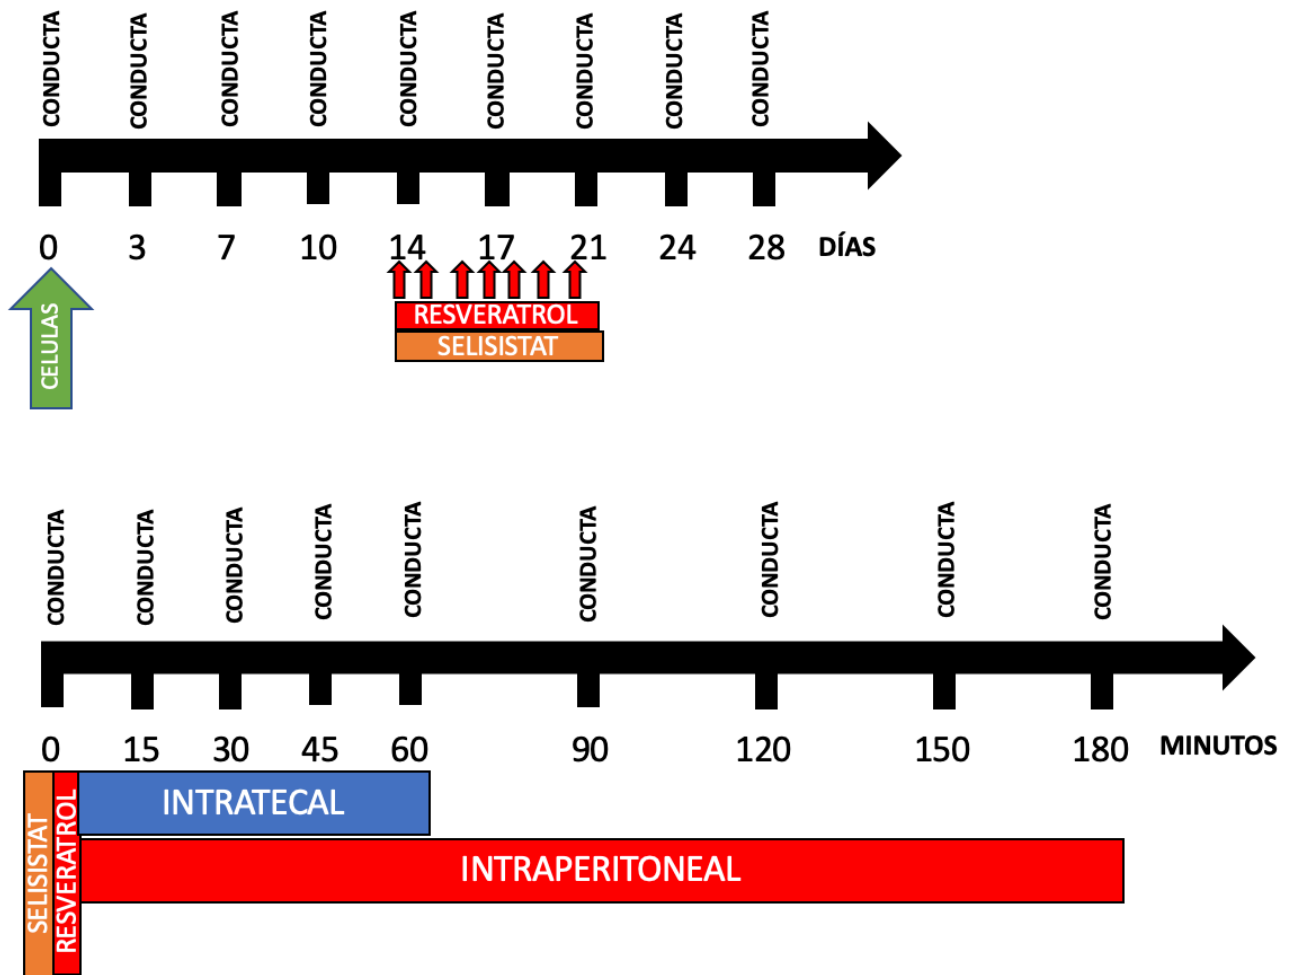 CONDUCTA CONDUCTA CONDUCTA CONDUCTA CONDUCTA CONDUCTA CONDUCTA CONDUCTA CONDUCTA
0 3 7 10 14 17 21 24 28 DÍAS
CELULAS
RESVERATROL
SELISISTAT
CONDUCTA CONDUCTA CONDUCTA CONDUCTA CONDUCTA CONDUCTA CONDUCTA CONDUCTA CONDUCTA
0 15 30 45 60 90 120 150 180 MINUTOS
SELISISTAT
RESVERATROL
INTRATECAL
INTRAPERITONEAL